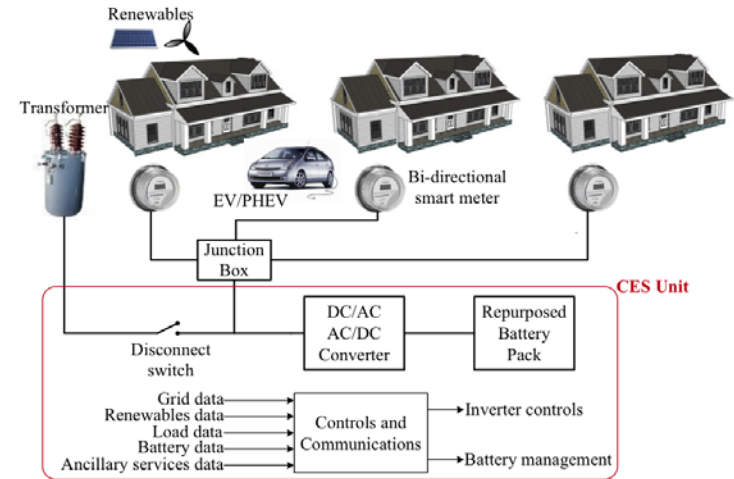 Renewables
Transformer
EV/PHEV
Bi-directional
smart meter
Junction
Box
CES Unit
DC/AC
AC/DC
Converter
Repurposed
Battery
Pack
Disconnect
switch
Grid data
Renewables data
Load data
Battery data
Ancillary services data
Controls and
Communications
Inverter controls
Battery management